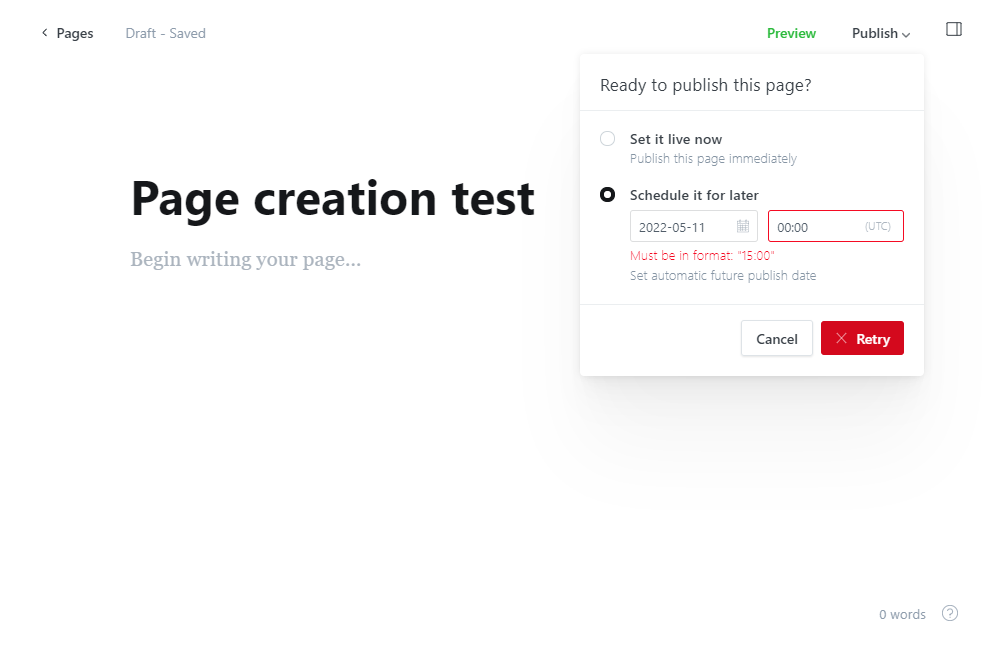 Pages Draft - Saved Preview Publish
Ready to publish this page?
Set it live now
Publish this page immediately
Schedule it for later
2022-05-11 00:00 (UTC)
Must be in format: "15:00"
Set automatic future publish date
Cancel Retry
Page creation test
Begin writing your page...
0 words ?